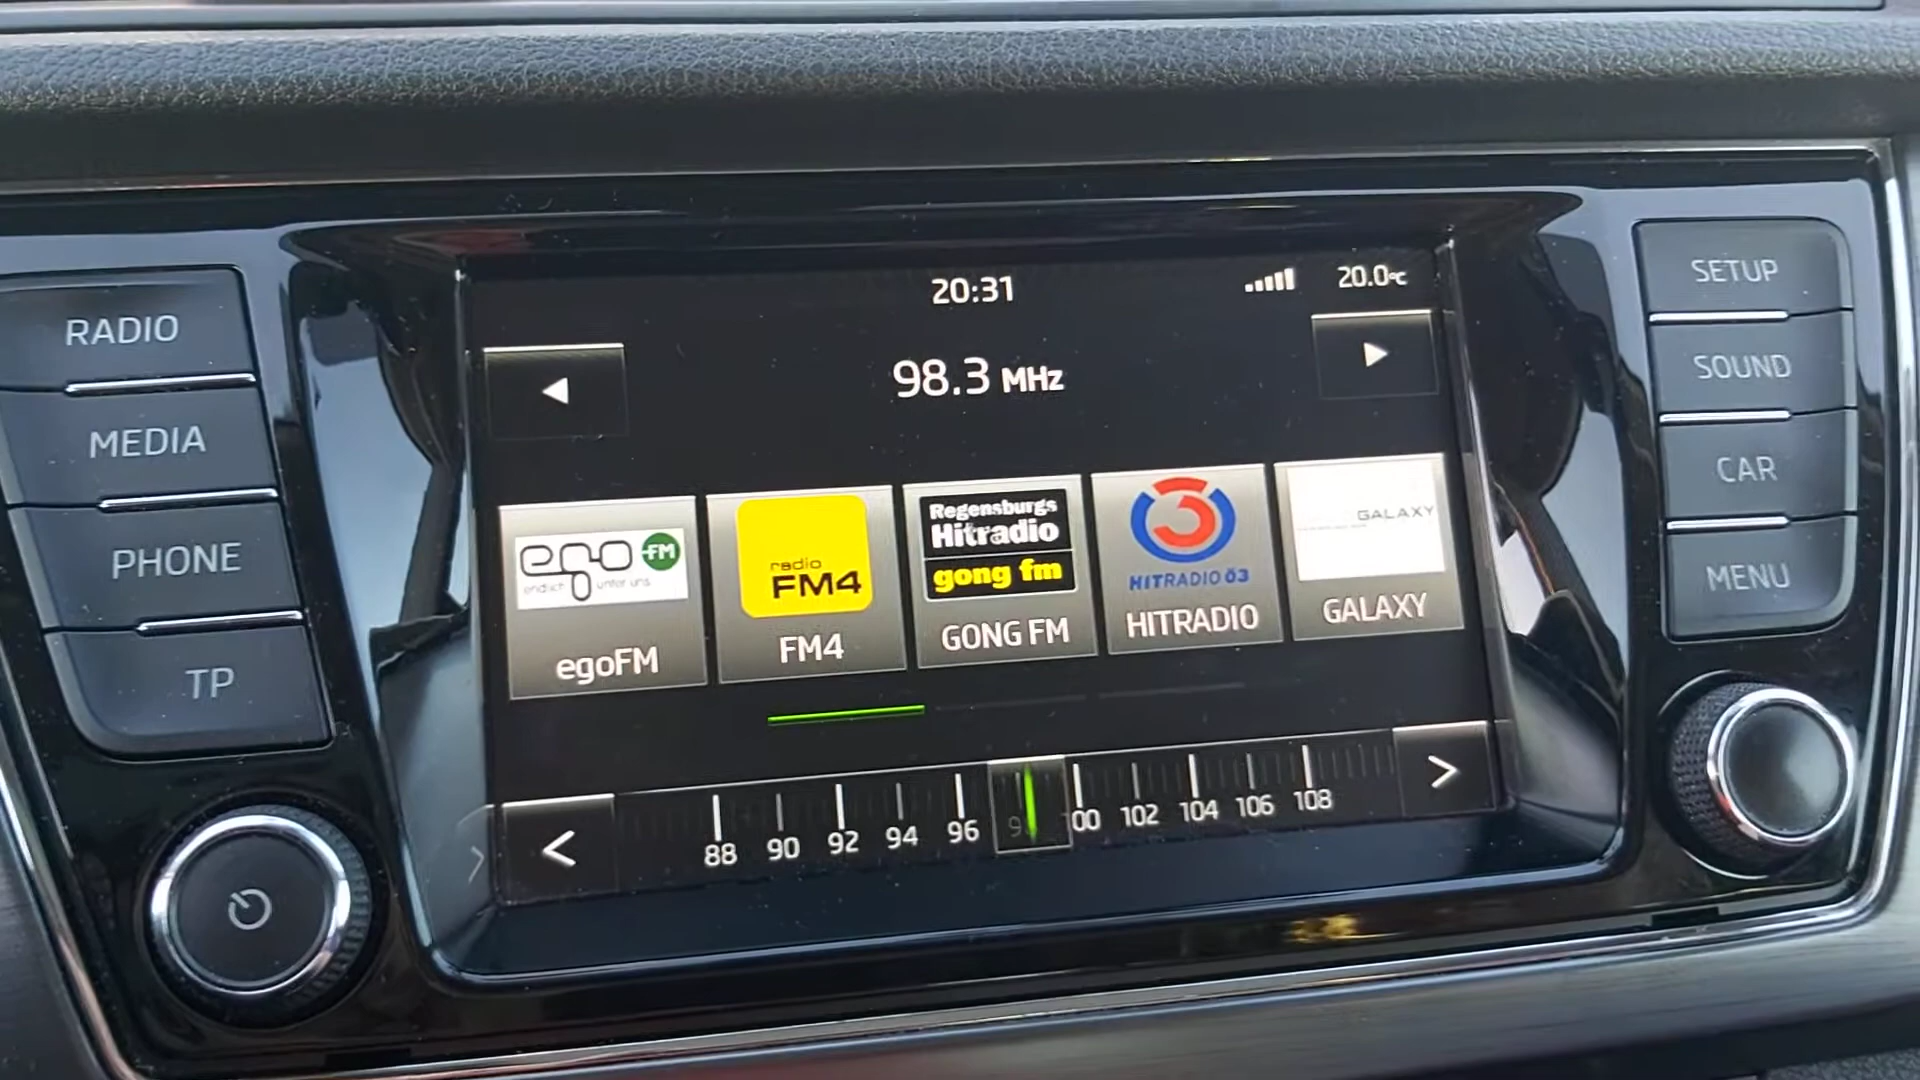 20:31
20.0°C
98.3 MHz
RADIO
MEDIA
PHONE
TP
SETUP
SOUND
CAR
MENU
ego FM
endlich unter uns
egoFM
radio
FM4
FM4
Regensburgs
Hitradio
gong fm
GONG FM
3
HITRADIO Ö3
HITRADIO
GALAXY
GALAXY
88 90 92 94 96 00 102 104 106 108